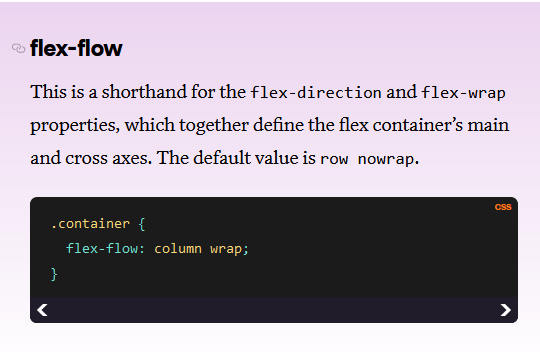 flex-flow
This is a shorthand for the flex-direction and flex-wrap
properties, which together define the flex container’s main
and cross axes. The default value is row nowrap.
CSS
.container {
  flex-flow: column wrap;
}